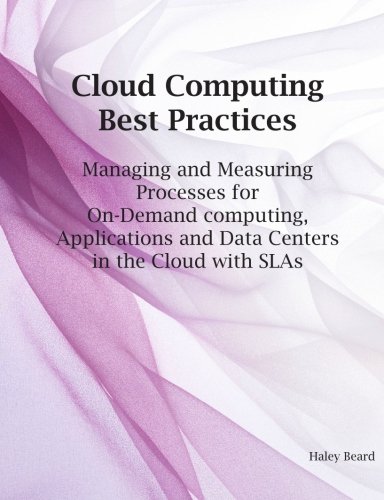 Cloud Computing
Best Practices
Managing and Measuring
Processes for
On-Demand computing,
Applications and Data Centers
in the Cloud with SLAs
Haley Beard